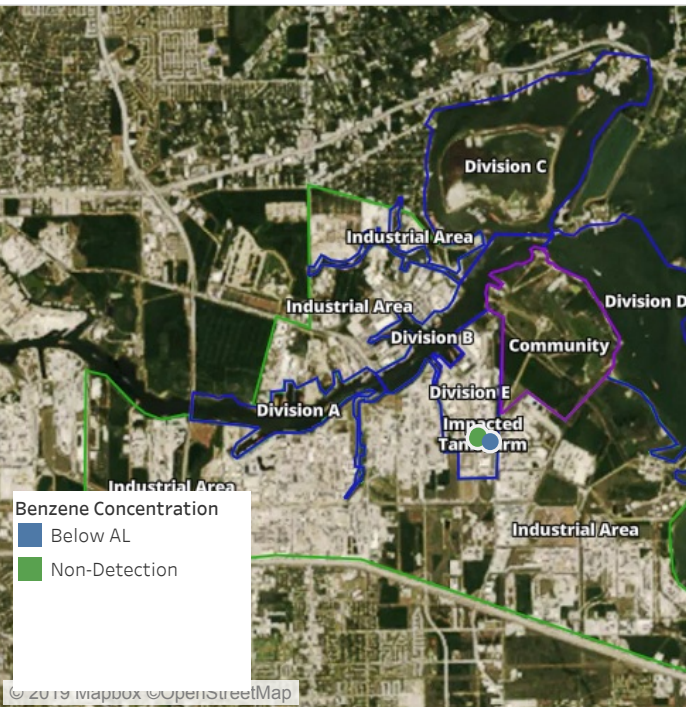 Division C
Industrial Area
Division D
Industrial Area
Division B
Community
Division E
Division A
Impacted
Tank Farm
Industrial Area
Benzene Concentration
Below AL
Non-Detection
Industrial Area
© 2019 Mapbox ©OpenStreetMap